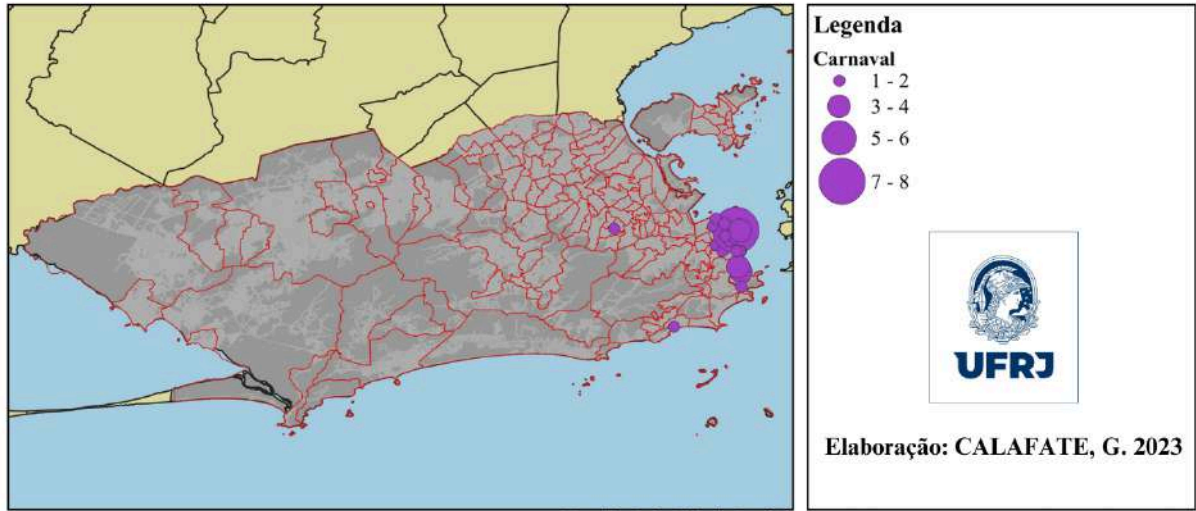 Legenda
Carnaval
1 - 2
3 - 4
5 - 6
7 - 8
UFRJ
Elaboração: CALAFATE, G. 2023